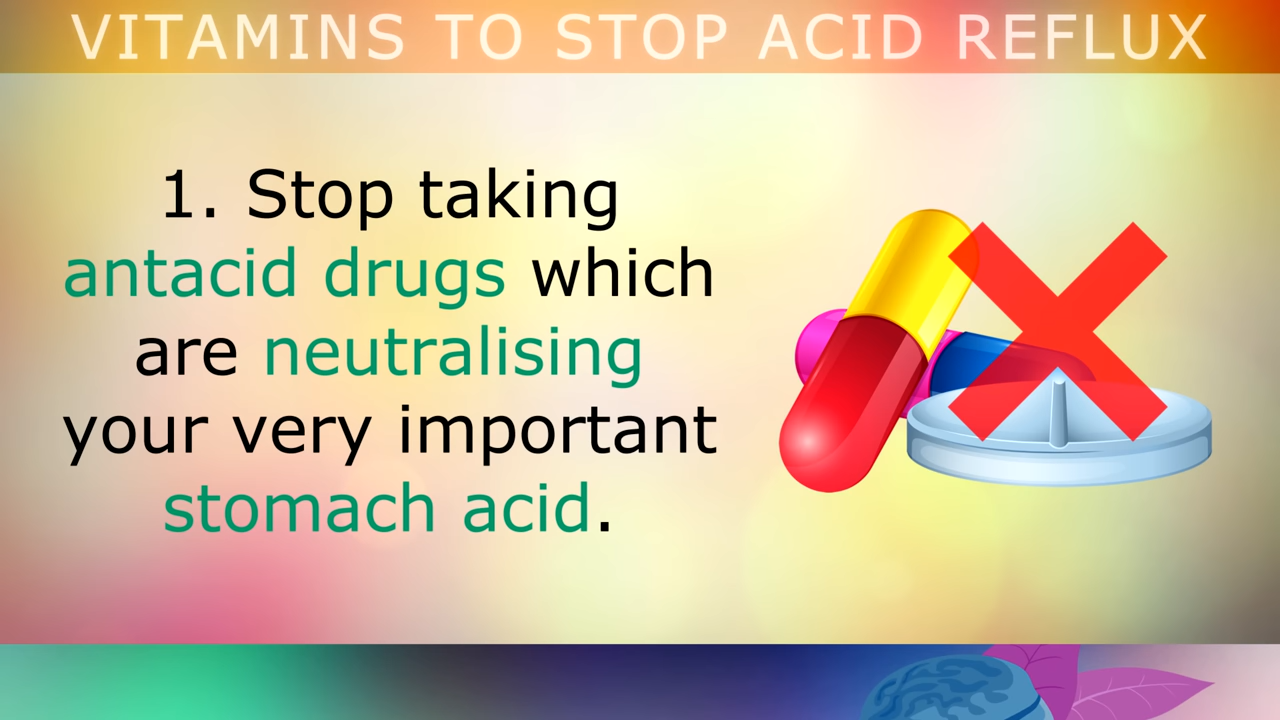 VITAMINS TO STOP ACID REFLUX
1. Stop taking
antacid drugs which
are neutralising
your very important
stomach acid.